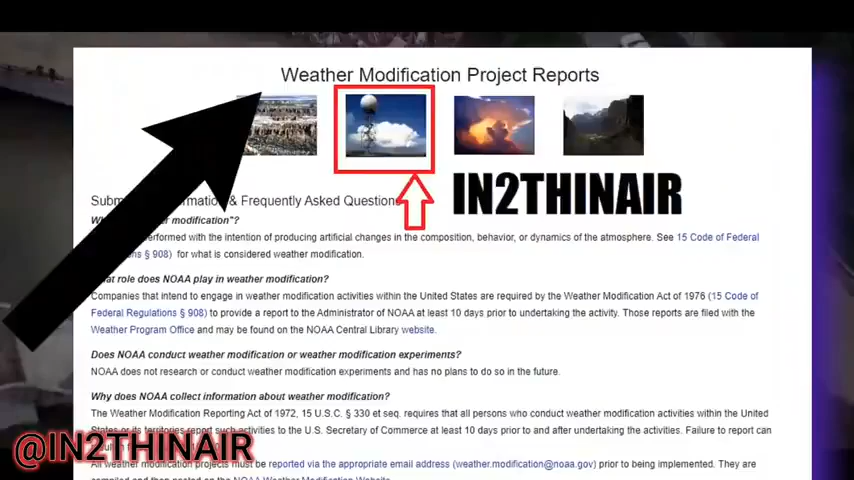 Weather Modification Project Reports
IN2THINAIR
Frequently Asked Questions
modification"?
performed with the intention of producing artificial changes in the composition, behavior, or dynamics of the atmosphere. See 15 Code of Federal
§ 908) for what is considered weather modification.
role does NOAA play in weather modification?
Companies that intend to engage in weather modification activities within the United States are required by the Weather Modification Act of 1976 (15 Code of
Federal Regulations § 908) to provide a report to the Administrator of NOAA at least 10 days prior to undertaking the activity. Those reports are filed with the
Weather Program Office and may be found on the NOAA Central Library website.
Does NOAA conduct weather modification or weather modification experiments?
NOAA does not research or conduct weather modification experiments and has no plans to do so in the future.
Why does NOAA collect information about weather modification?
The Weather Modification Reporting Act of 1972, 15 U.S.C. § 330 et seq. requires that all persons who conduct weather modification activities within the United
States or its territories report such activities to the U.S. Secretary of Commerce at least 10 days prior to and after undertaking the activities. Failure to report can
@IN2THINAIR
All weather modification projects must be reported via the appropriate email address (weather.modification@noaa.gov) prior to being implemented. They are